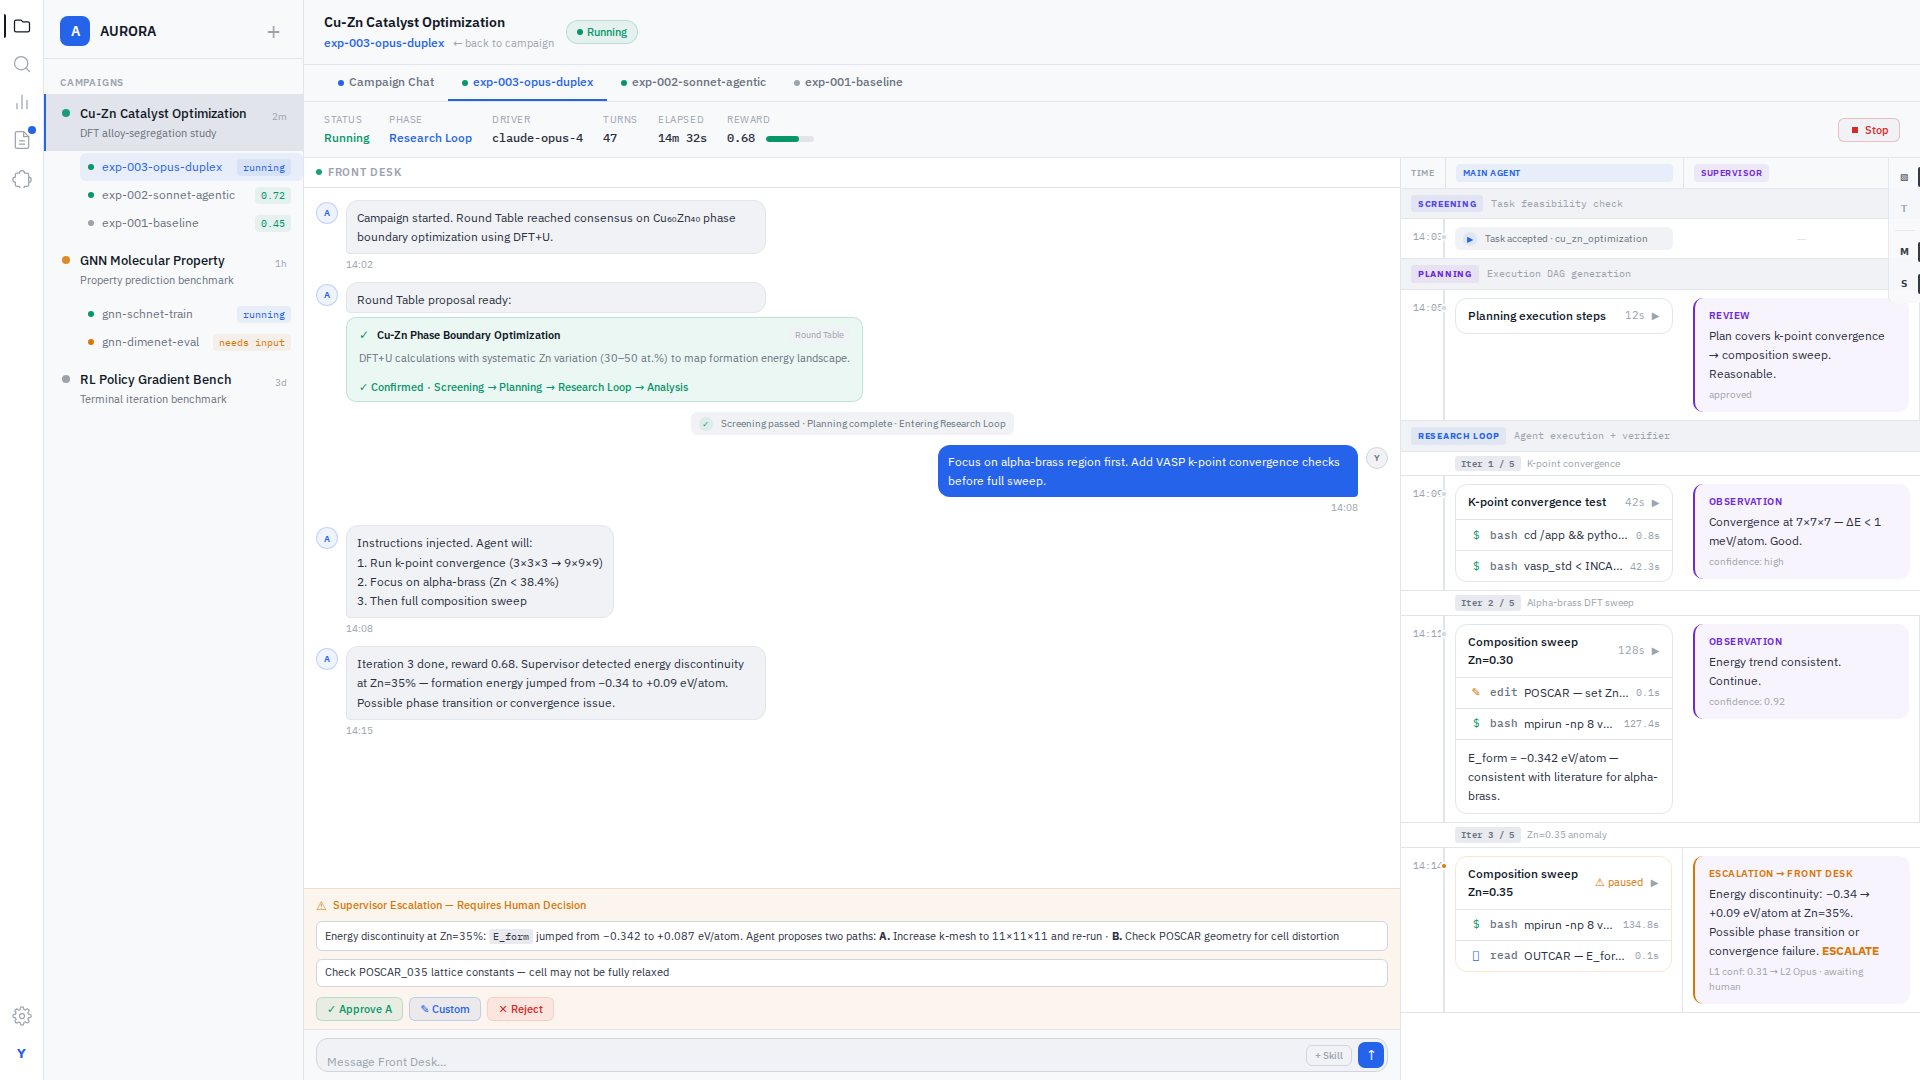 A AURORA +
CAMPAIGNS
Cu-Zn Catalyst Optimization 2m
DFT alloy-segregation study
exp-003-opus-duplex running
exp-002-sonnet-agentic 0.72
exp-001-baseline 0.45
GNN Molecular Property 1h
Property prediction benchmark
gnn-schnet-train running
gnn-dimenet-eval needs input
RL Policy Gradient Bench 3d
Terminal iteration benchmark
Y
Cu-Zn Catalyst Optimization
exp-003-opus-duplex ← back to campaign
Running
Campaign Chat exp-003-opus-duplex exp-002-sonnet-agentic exp-001-baseline
STATUS PHASE DRIVER TURNS ELAPSED REWARD
Running Research Loop claude-opus-4 47 14m 32s 0.68
Stop
FRONT DESK
A
Campaign started. Round Table reached consensus on Cu₆₀Zn₄₀ phase
boundary optimization using DFT+U.
14:02
A
Round Table proposal ready:
✓ Cu-Zn Phase Boundary Optimization Round Table
DFT+U calculations with systematic Zn variation (30–50 at.%) to map formation energy landscape.
✓ Confirmed · Screening → Planning → Research Loop → Analysis
✓ Screening passed · Planning complete · Entering Research Loop
Focus on alpha-brass region first. Add VASP k-point convergence checks
before full sweep.
Y
14:08
A
Instructions injected. Agent will:
1. Run k-point convergence (3×3×3 → 9×9×9)
2. Focus on alpha-brass (Zn < 38.4%)
3. Then full composition sweep
14:08
A
Iteration 3 done, reward 0.68. Supervisor detected energy discontinuity
at Zn=35% — formation energy jumped from −0.34 to +0.09 eV/atom.
Possible phase transition or convergence issue.
14:15
⚠ Supervisor Escalation — Requires Human Decision
Energy discontinuity at Zn=35%: E_form jumped from −0.342 to +0.087 eV/atom. Agent proposes two paths: A. Increase k-mesh to 11×11×11 and re-run · B. Check POSCAR geometry for cell distortion
Check POSCAR_035 lattice constants — cell may not be fully relaxed
✓ Approve A ✎ Custom ✕ Reject
Message Front Desk... + Skill ↑
TIME MAIN AGENT SUPERVISOR
T
M
S
SCREENING Task feasibility check
14:03 ▶ Task accepted · cu_zn_optimization —
PLANNING Execution DAG generation
14:05
Planning execution steps 12s ▶
REVIEW
Plan covers k-point convergence
→ composition sweep.
Reasonable.
approved
RESEARCH LOOP Agent execution + verifier
Iter 1 / 5 K-point convergence
14:09
K-point convergence test 42s ▶
$ bash cd /app && pytho... 0.8s
$ bash vasp_std < INCA... 42.3s
OBSERVATION
Convergence at 7×7×7 — ΔE < 1
meV/atom. Good.
confidence: high
Iter 2 / 5 Alpha-brass DFT sweep
14:11
Composition sweep
Zn=0.30 128s ▶
✎ edit POSCAR — set Zn... 0.1s
$ bash mpirun -np 8 v... 127.4s
E_form = −0.342 eV/atom —
consistent with literature for alpha-
brass.
OBSERVATION
Energy trend consistent.
Continue.
confidence: 0.92
Iter 3 / 5 Zn=0.35 anomaly
14:14
Composition sweep
Zn=0.35 ⚠ paused ▶
$ bash mpirun -np 8 v... 134.8s
read OUTCAR — E_for... 0.1s
ESCALATION → FRONT DESK
Energy discontinuity: −0.34 →
+0.09 eV/atom at Zn=35%.
Possible phase transition or
convergence failure. ESCALATE
L1 conf: 0.31 → L2 Opus · awaiting
human